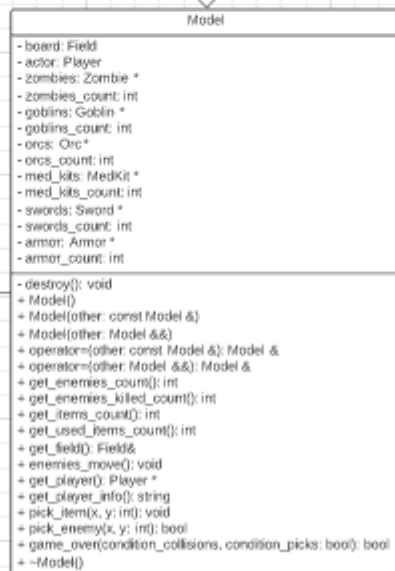 Model
- board: Field
- actor: Player
- zombies: Zombie *
- zombies_count: int
- goblins: Goblin *
- goblins_count: int
- orcs: Orc*
- orcs_count: int
- med_kits: MedKit *
- med_kits_count: int
- swords: Sword *
- swords_count: int
- armor: Armor *
- armor_count: int
- destroy(): void
+ Model()
+ Model(other: const Model &)
+ Model(other: Model &&)
+ operator=(other: const Model &): Model &
+ operator=(other: Model &&): Model &
+ get_enemies_count(): int
+ get_enemies_killed_count(): int
+ get_items_count(): int
+ get_used_items_count(): int
+ get_field(): Field&
+ enemies_move(): void
+ get_player(): Player *
+ get_player_info(): string
+ pick_item(x, y: int): void
+ pick_enemy(x, y: int): bool
+ game_over(condition_collisions, condition_picks: bool): bool
+ ~Model()